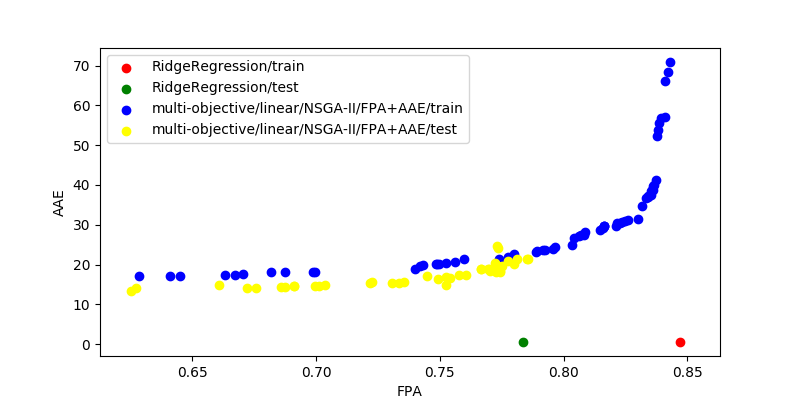 RidgeRegression/train
RidgeRegression/test
multi-objective/linear/NSGA-II/FPA+AAE/train
multi-objective/linear/NSGA-II/FPA+AAE/test
70
60
50
40
30
20
10
0
AAE
0.65 0.70 0.75 0.80 0.85
FPA